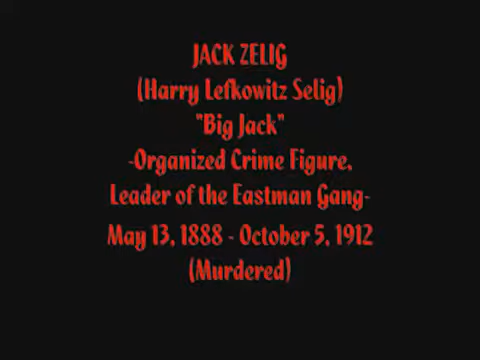 JACK ZELIG
(Harry Lefkowitz Selig)
"Big Jack"
-Organized Crime Figure,
Leader of the Eastman Gang-
May 13, 1888 - October 5, 1912
(Murdered)